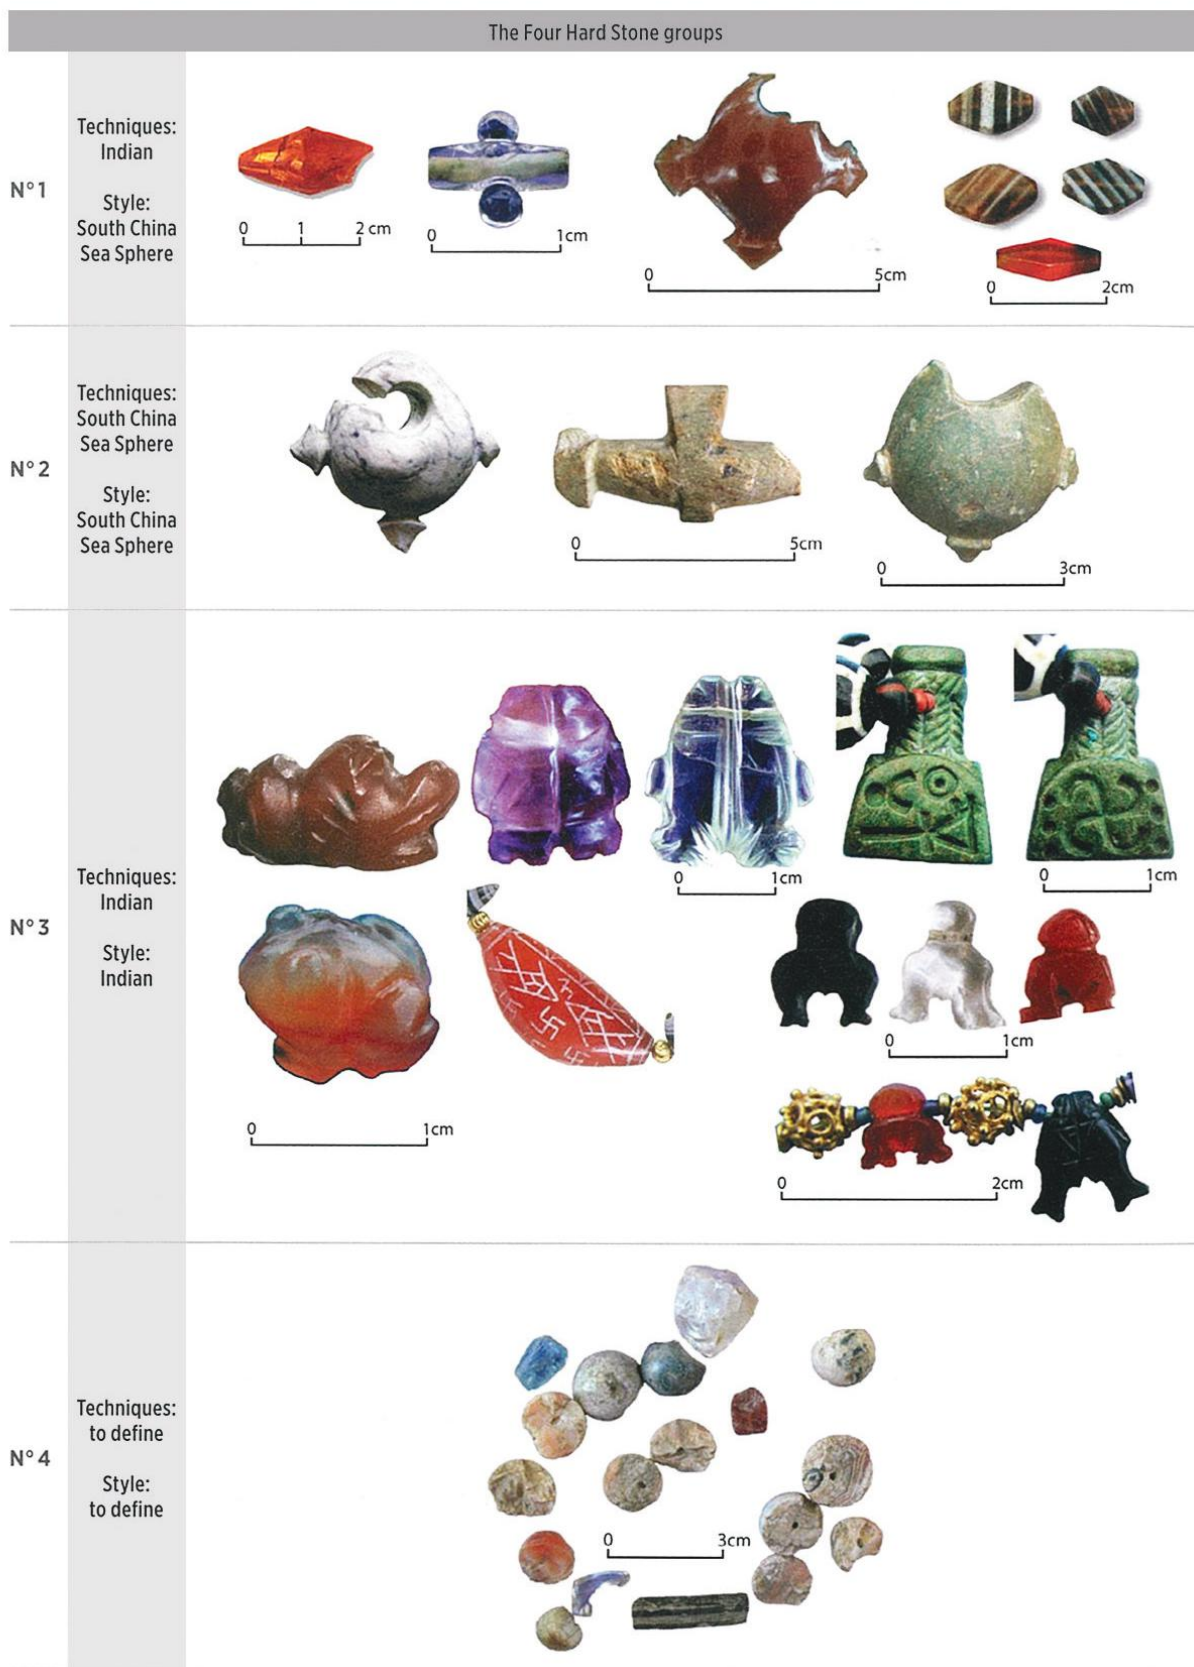 The Four Hard Stone groups
N°1
Techniques:
Indian
Style:
South China
Sea Sphere
0 1 2 cm
0 1cm
0 5cm
0 2cm
N°2
Techniques:
South China
Sea Sphere
Style:
South China
Sea Sphere
0 5cm
0 3cm
N°3
Techniques:
Indian
Style:
Indian
0 1cm
0 1cm
0 1cm
0 1cm
0 2cm
N°4
Techniques:
to define
Style:
to define
0 3cm